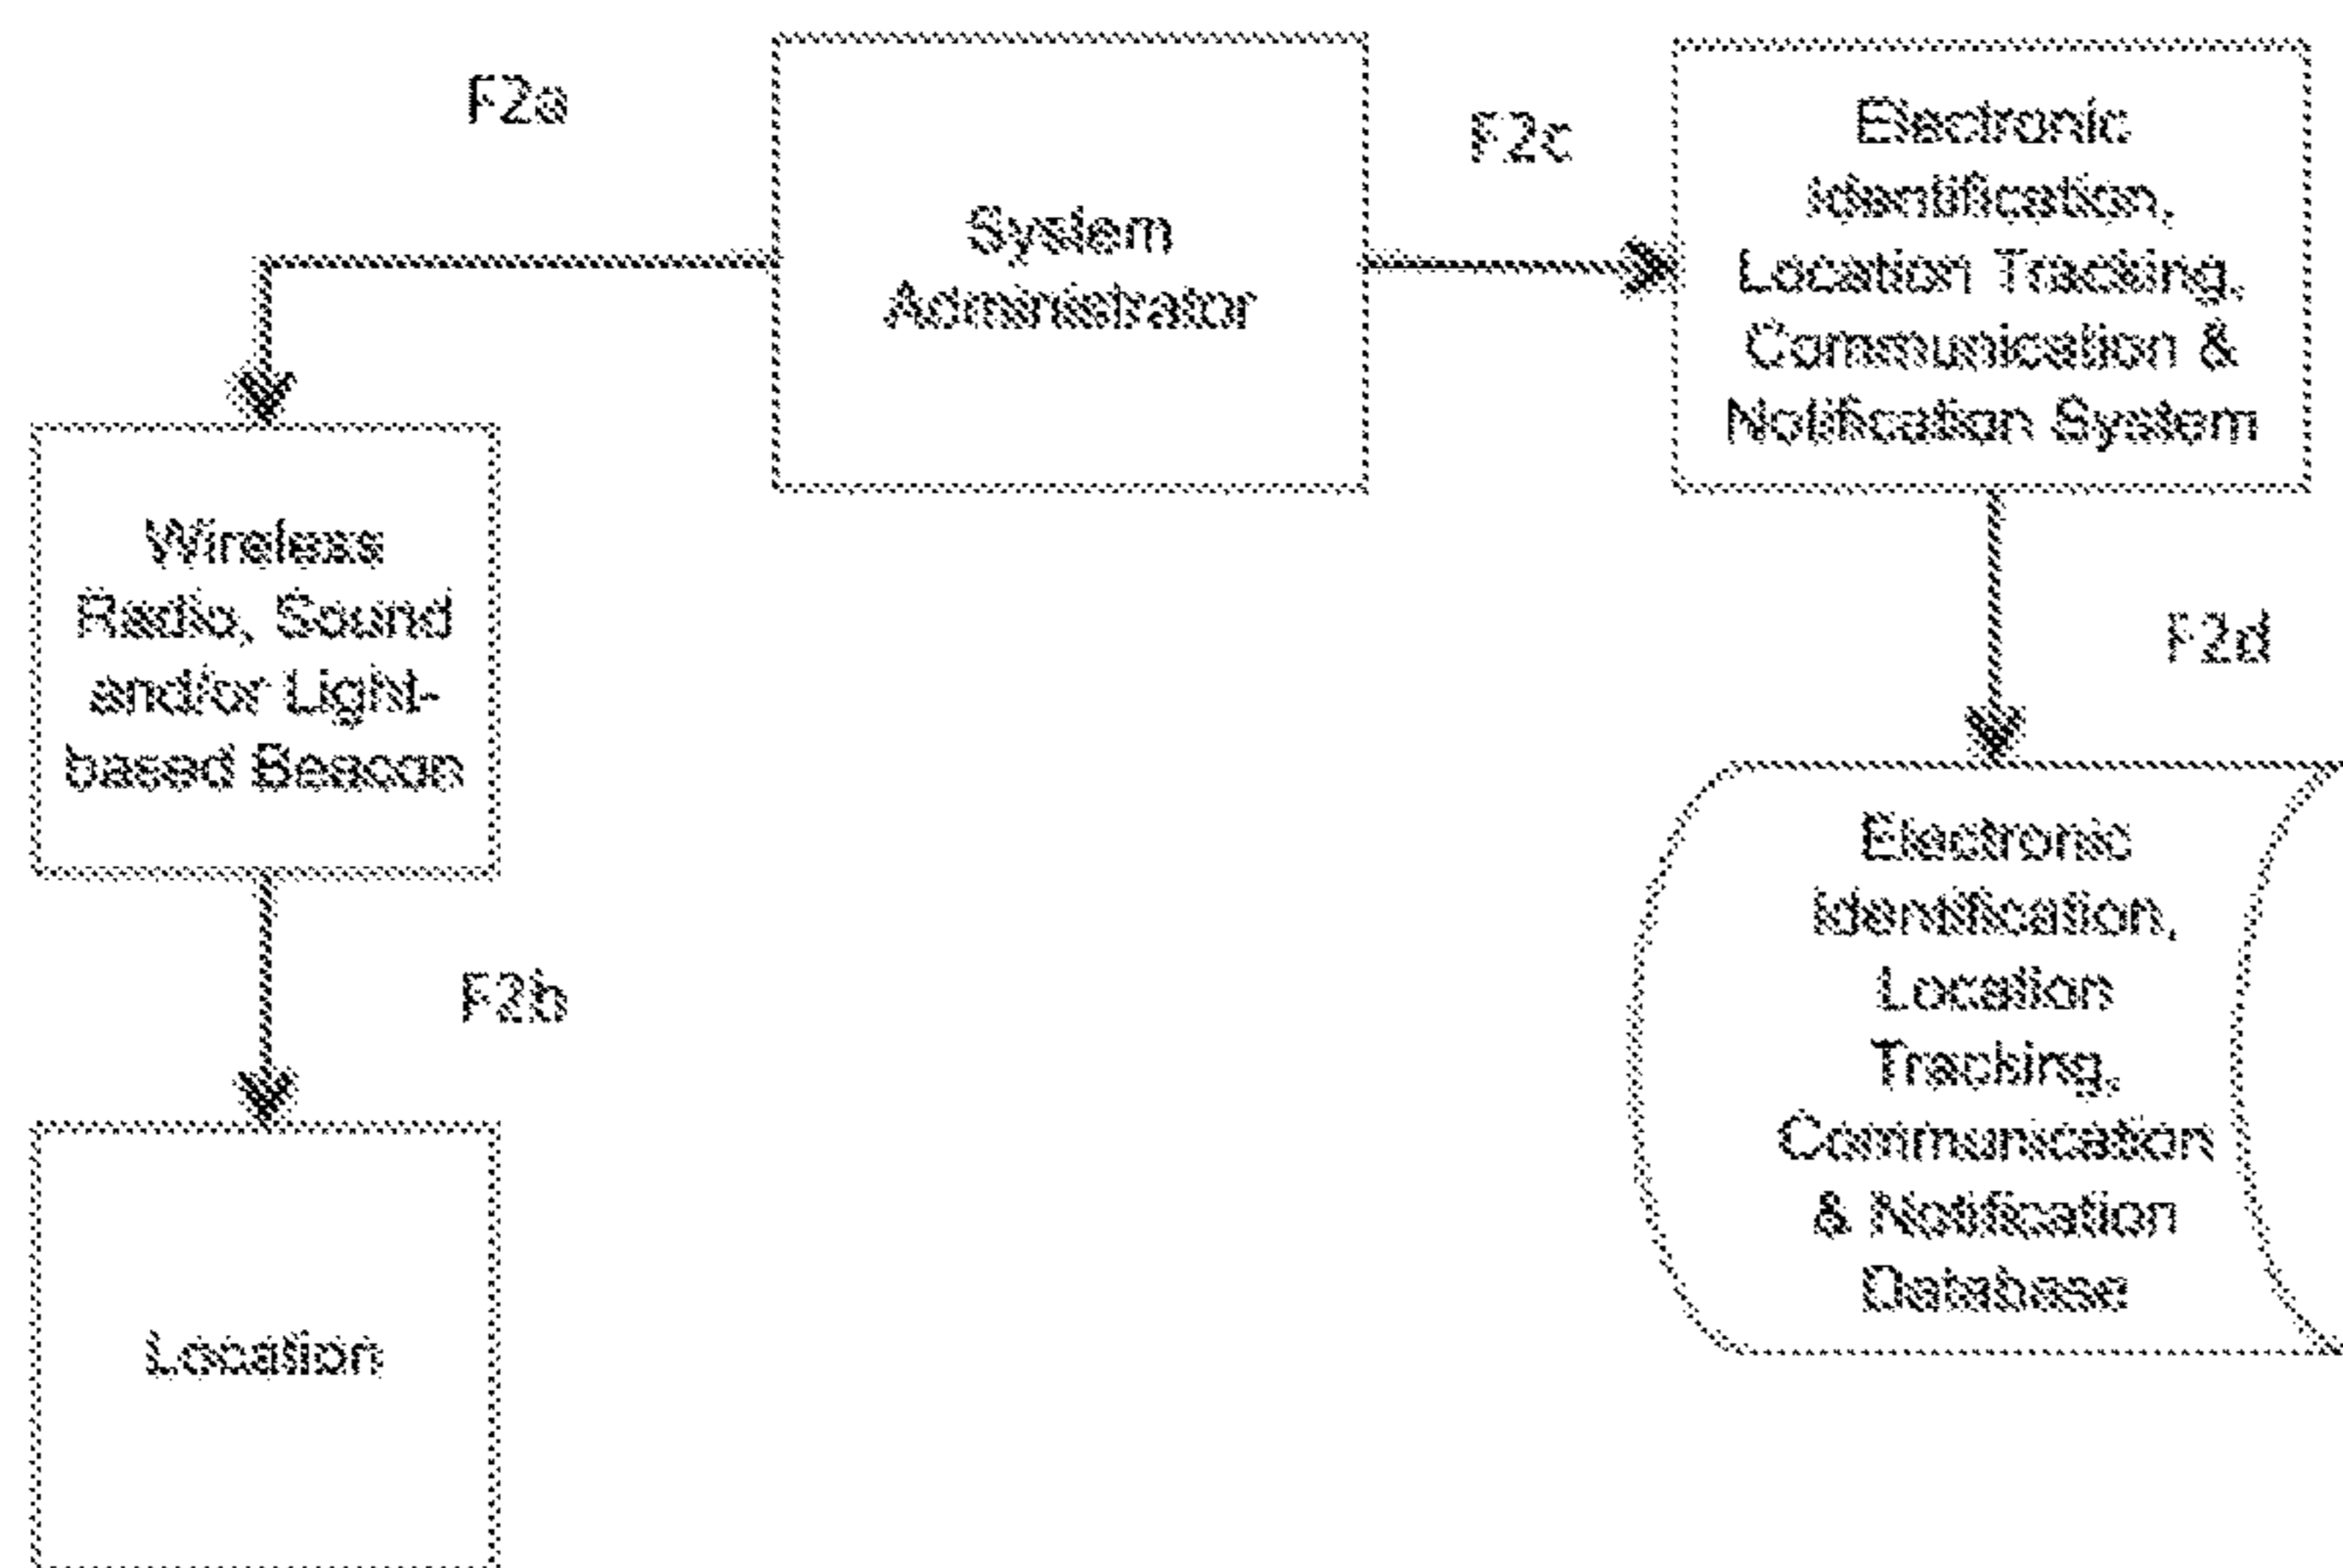 F2a
System
Administrator
F2c
Electronic
Identification,
Location Tracking,
Communication &
Notification System
Wireless
Radio, Sound
and/or Light-
based Beacon
F2b
Location
F2d
Electronic
Identification,
Location
Tracking,
Communication
& Notification
Database